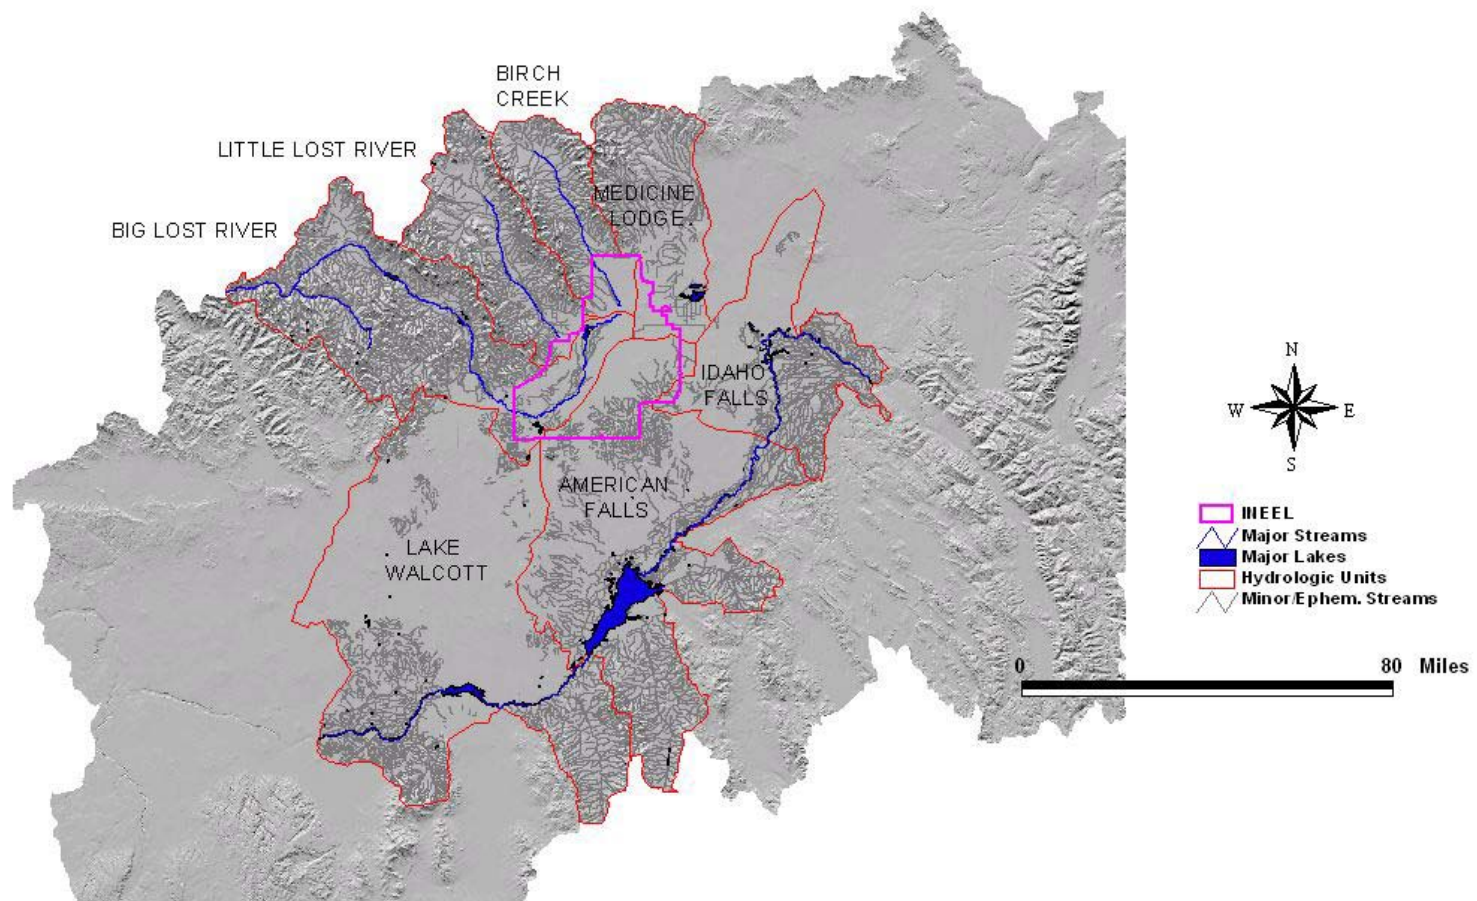 BIRCH
CREEK
LITTLE LOST RIVER
MEDICINE
LODGE
BIG LOST RIVER
IDAHO
FALLS
AMERICAN
FALLS
LAKE
WALCOTT
N
W
E
S
INEEL
Major Streams
Major Lakes
Hydrologic Units
Minor/Ephem. Streams
0
80 Miles